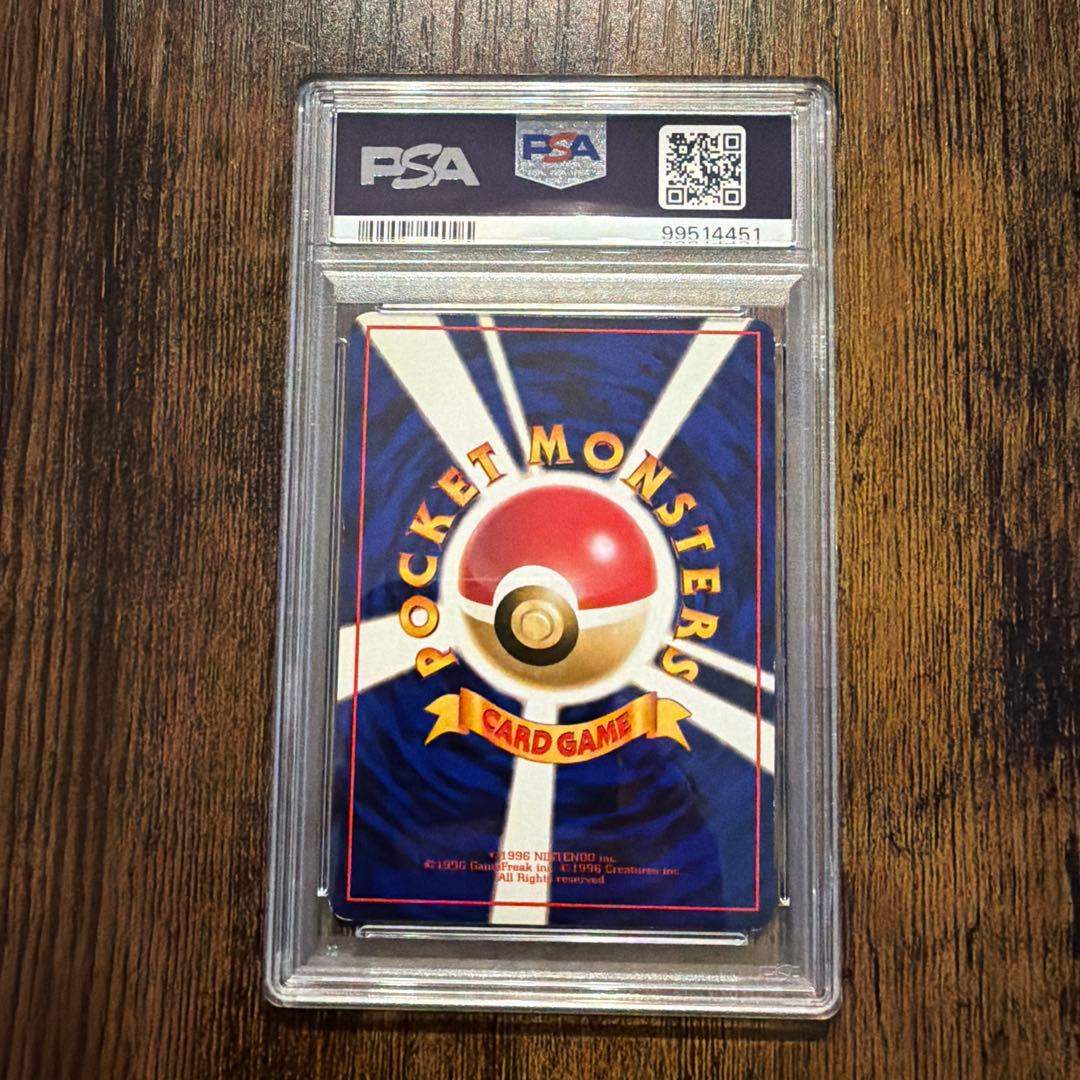 PSA
PSA
99514451
POCKET MONSTERS
CARD GAME
©1996 NINTENDO inc.
©1996 GameFreak inc. ©1996 Creatures inc.
All Rights reserved